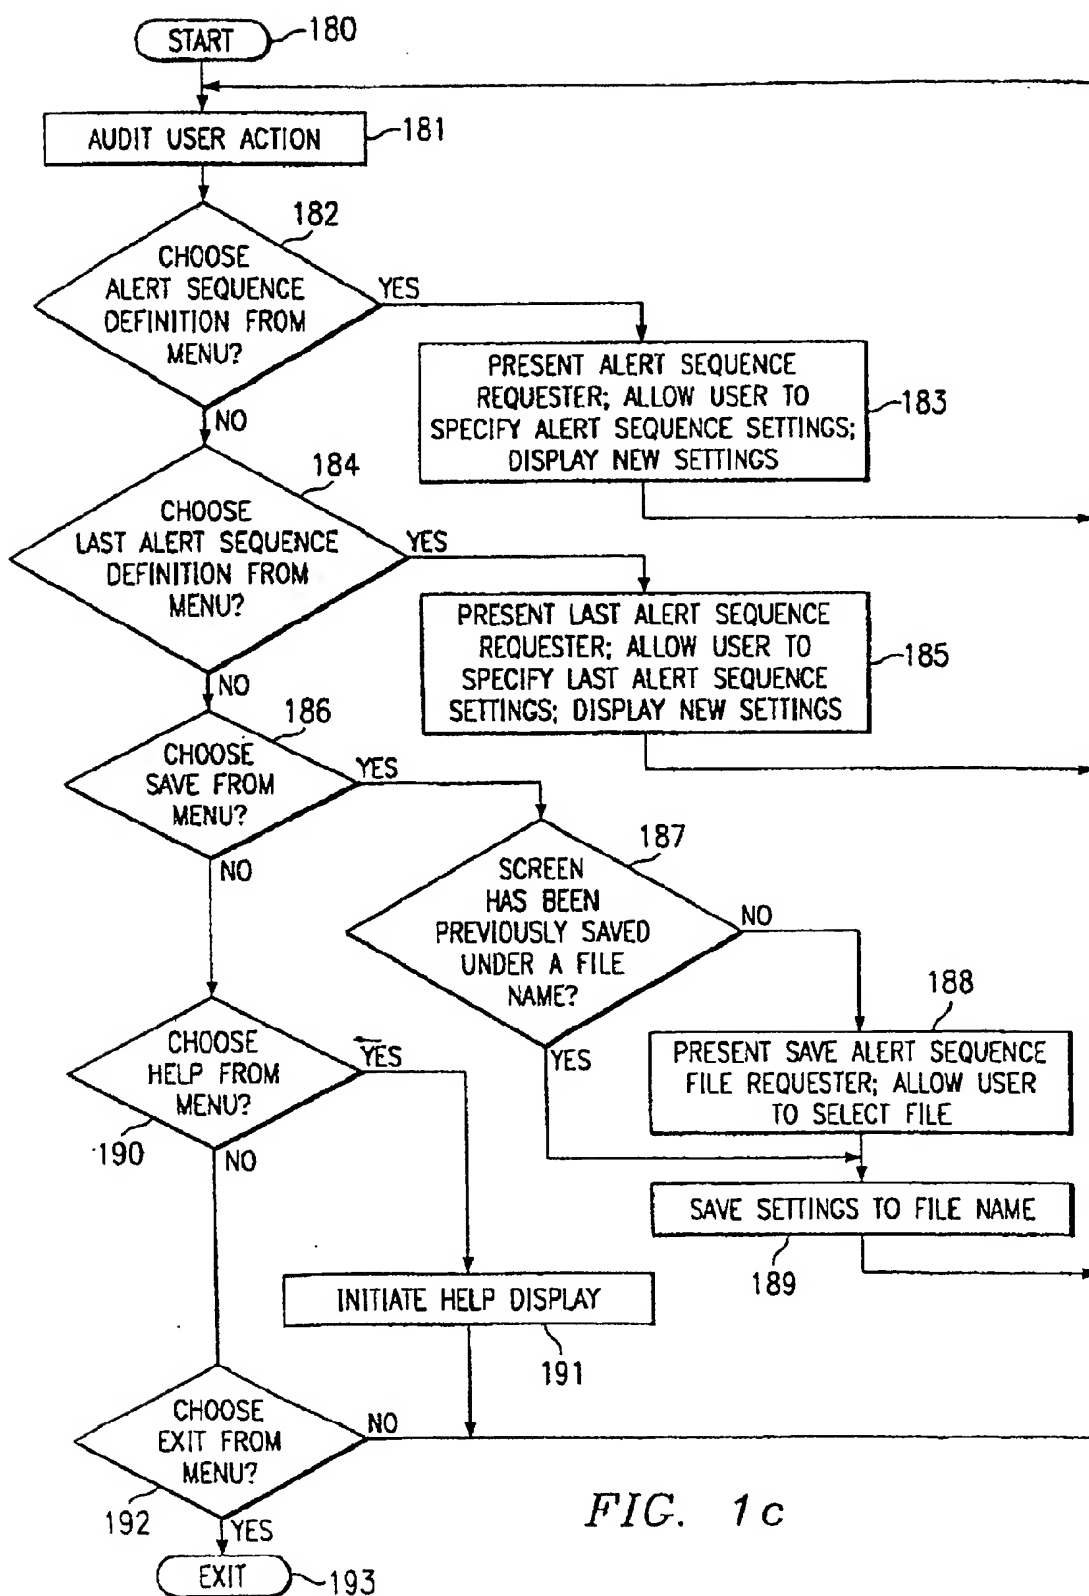 START
180
AUDIT USER ACTION
181
182
CHOOSE
ALERT SEQUENCE
DEFINITION FROM
MENU?
YES
NO
PRESENT ALERT SEQUENCE
REQUESTER; ALLOW USER TO
SPECIFY ALERT SEQUENCE SETTINGS;
DISPLAY NEW SETTINGS
183
184
CHOOSE
LAST ALERT SEQUENCE
DEFINITION FROM
MENU?
YES
NO
PRESENT LAST ALERT SEQUENCE
REQUESTER; ALLOW USER TO
SPECIFY LAST ALERT SEQUENCE
SETTINGS; DISPLAY NEW SETTINGS
185
186
CHOOSE
SAVE FROM
MENU?
YES
NO
187
SCREEN
HAS BEEN
PREVIOUSLY SAVED
UNDER A FILE
NAME?
NO
YES
188
PRESENT SAVE ALERT SEQUENCE
FILE REQUESTER; ALLOW USER
TO SELECT FILE
SAVE SETTINGS TO FILE NAME
189
CHOOSE
HELP FROM
MENU?
YES
190
NO
INITIATE HELP DISPLAY
191
CHOOSE
EXIT FROM
MENU?
NO
192
YES
EXIT
193
FIG. 1c